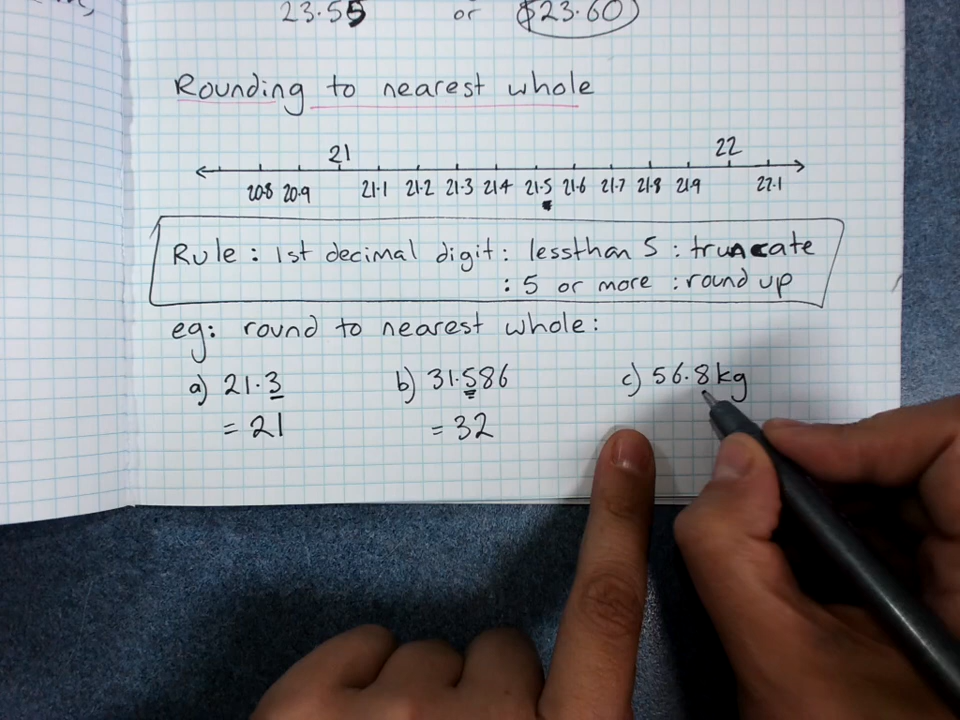 23.55 or $23.60
Rounding to nearest whole
21 22
20.8 20.9 21.1 21.2 21.3 21.4 21.5 21.6 21.7 21.8 21.9 22.1
Rule: 1st decimal digit: lessthan 5: truncate
: 5 or more : round up
eg: round to nearest whole:
a) 21.3 b) 31.586 c) 56.8kg
= 21 = 32